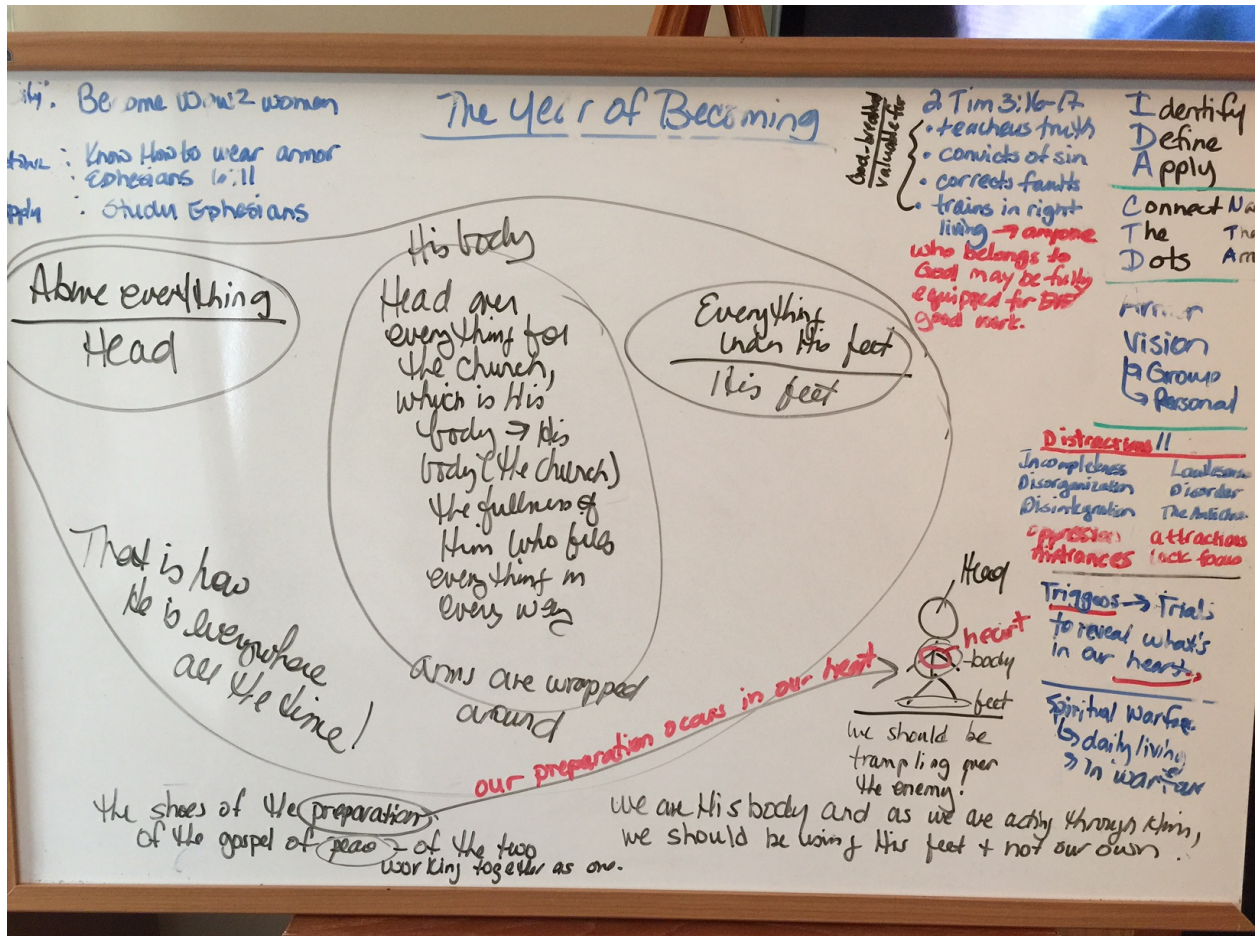 The Year of Becoming
Become wow2 women
: Know How to wear armor
: Ephesians 6:11
: Study Ephesians
Above everything
Head
His body
Head over
everything for
the church,
which is His
body → His
body (the church)
the fullness of
Him who fills
everything in
every way
arms are wrapped
around
Everything
under His feet
His feet
That is how
He is everywhere
all the time!
our preparation occurs in our heart
the shoes of the preparation
of the gospel of peace - of the two
working together as one.
God-breathed
valuable for
2 Tim 3:16-17
• teaches truth
• convicts of sin
• corrects faults
• trains in right
living → anyone
who belongs to
God may be fully
equipped for
good work.
Head
heart
body
feet
we should be
trampling over
the enemy!
we are His body and as we are acting through Him,
we should be using His feet + not our own.
Identify
Define
Apply
Connect
The
Dots
Armor
Vision
↳ Group
↳ Personal
Distractions!!
Incompleteness
Disorganization Disorder
Disintegration
oppression attractions
hindrances lack focus
Triggers → Trials
to reveal what's
in our heart.
Spiritual Warfare
↳ daily living
→ in warfare